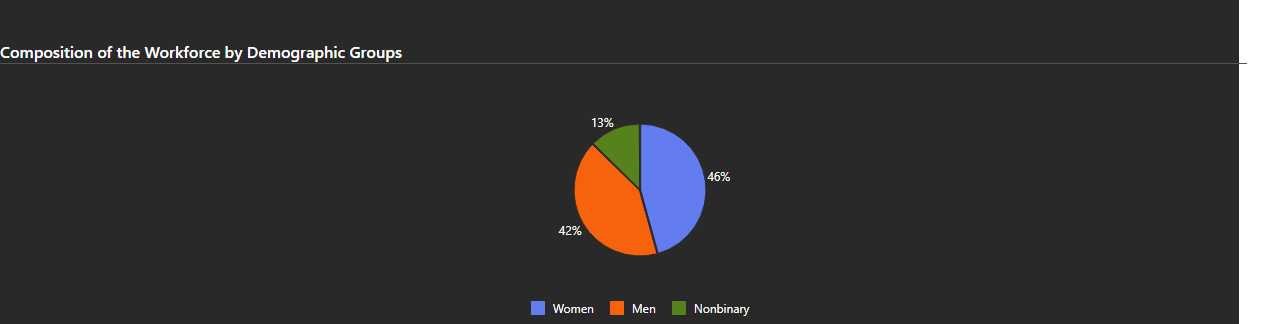 Composition of the Workforce by Demographic Groups
13%
46%
42%
Women Men Nonbinary